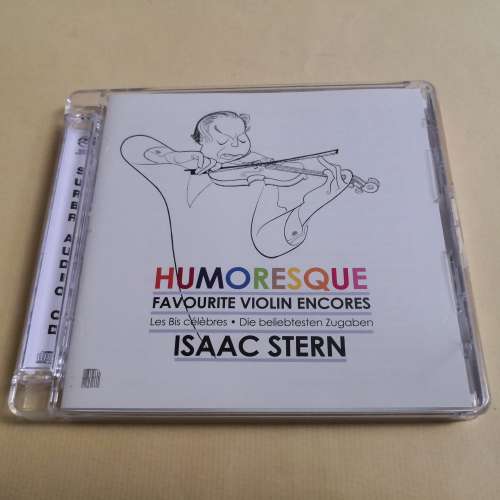 HUMORESQUE
FAVOURITE VIOLIN ENCORES
Les Bis célèbres • Die beliebtesten Zugaben
ISAAC STERN
SUPER AUDIO CD